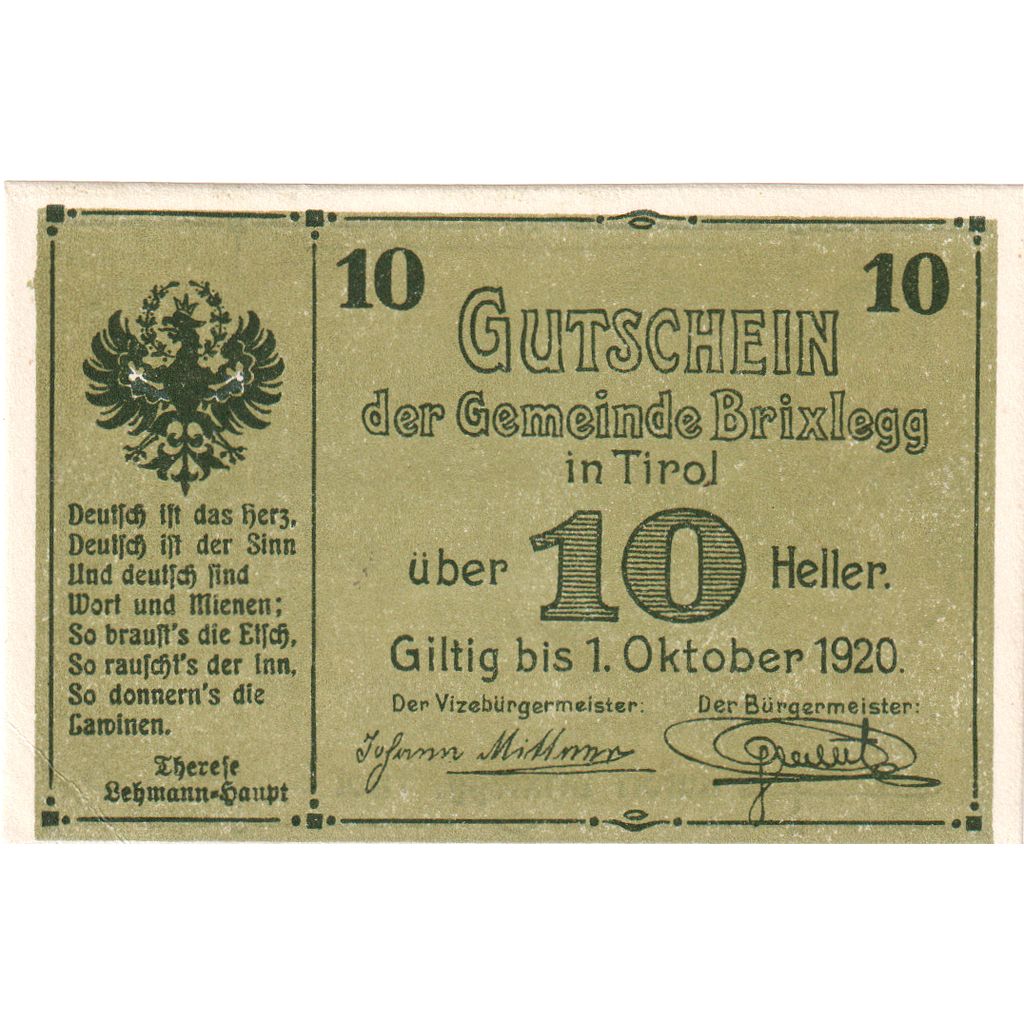 Deutsch ist das Herz,
Deutsch ist der Sinn
Und deutsch sind
Wort und Mienen;
So braust's die Etsch,
So rauscht's der Inn,
So donnern's die
Lawinen.
Therese
Lehmann-Haupt
10
10
GUTSCHEIN
der Gemeinde Brixlegg
in Tirol
über 10 Heller.
Giltig bis 1. Oktober 1920.
Der Vizebürgermeister:
Der Bürgermeister:
Johann